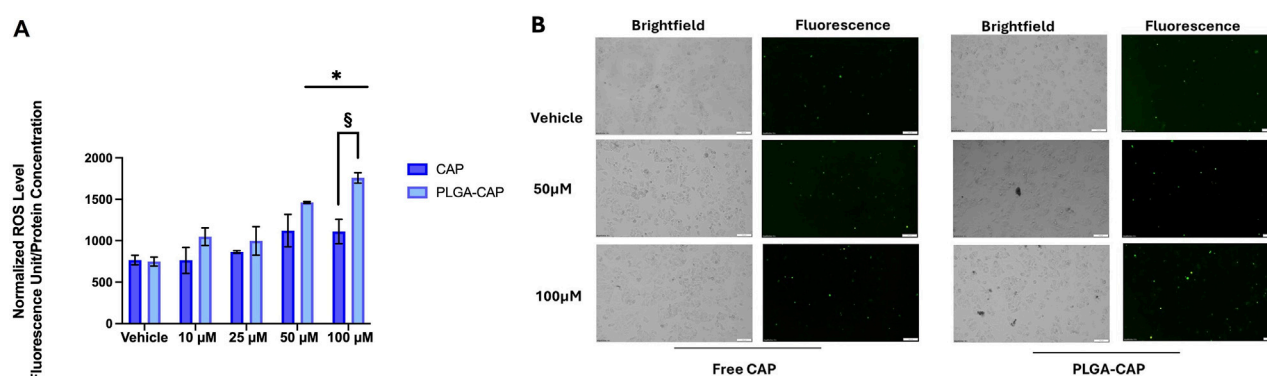 A
Normalized ROS Level
Fluorescence Unit/Protein Concentration
2000
1500
1000
500
0
*
§
CAP
PLGA-CAP
Vehicle 10 µM 25 µM 50 µM 100 µM
B
Brightfield Fluorescence Brightfield Fluorescence
Vehicle
50µM
100µM
Free CAP PLGA-CAP